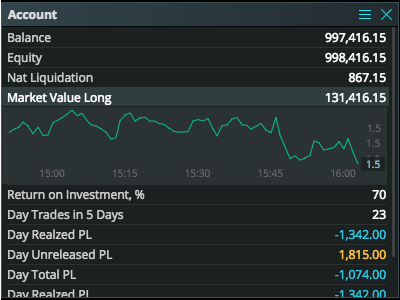 Account
Balance 997,416.15
Equity 998,416.15
Nat Liquidation 867.15
Market Value Long 131,416.15
1.5
1.5
1.5
15:00 15:15 15:30 15:45 16:00
Return on Investment, % 70
Day Trades in 5 Days 23
Day Realzed PL -1,342.00
Day Unreleased PL 1,815.00
Day Total PL -1,074.00
Day Realzed PL -1,342.00